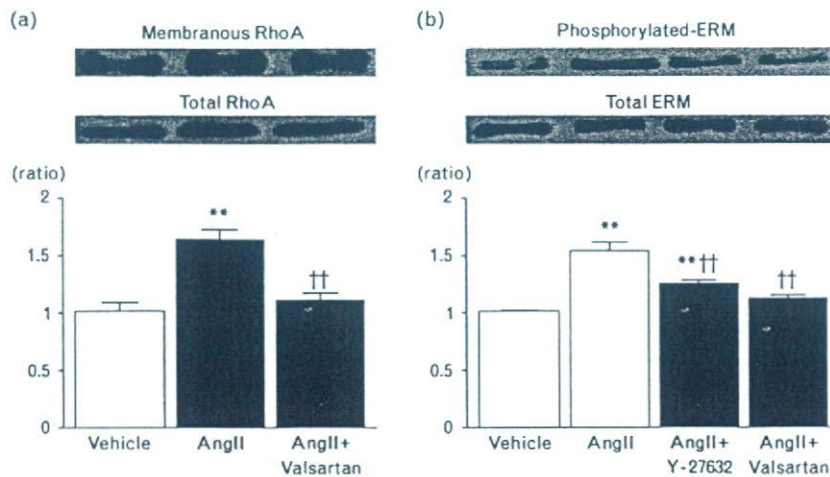 (a)
Membranous RhoA
Total RhoA
(ratio)
2
1.5
1
0.5
0
**
††
Vehicle
AngII
AngII+
Valsartan
(b)
Phosphorylated-ERM
Total ERM
(ratio)
2
1.5
1
0.5
0
**
**††
††
Vehicle
AngII
AngII+
Y-27632
AngII+
Valsartan